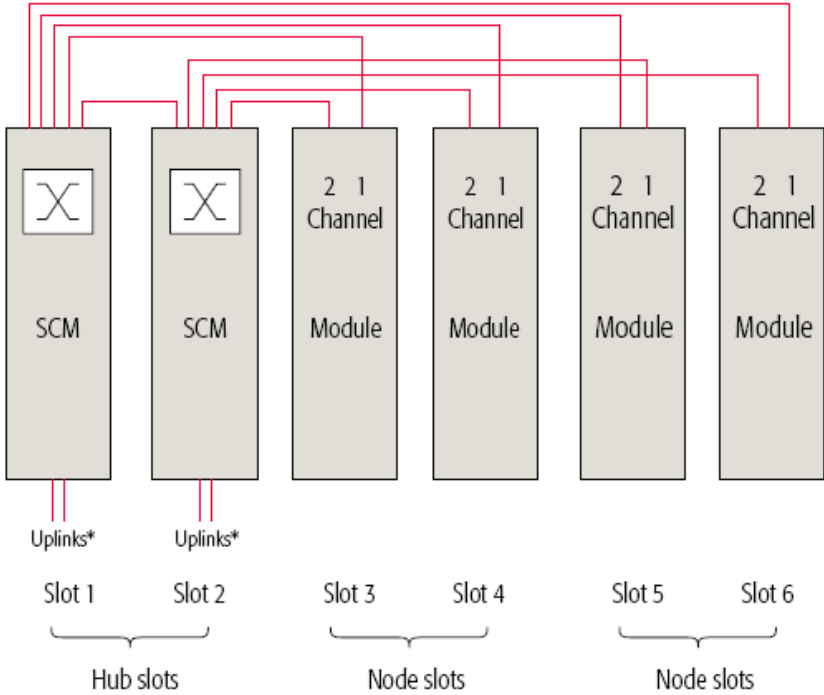 2 1 2 1 2 1 2 1
Channel Channel Channel Channel
SCM SCM Module Module Module Module
Uplinks* Uplinks*
Slot 1 Slot 2 Slot 3 Slot 4 Slot 5 Slot 6
Hub slots Node slots Node slots